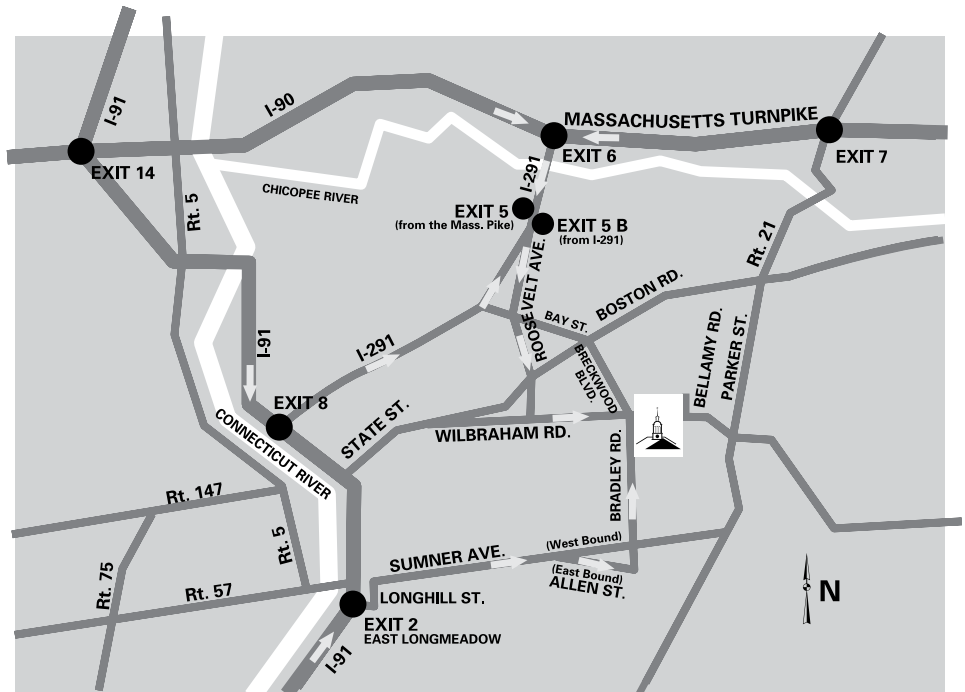 I-91
I-90
MASSACHUSETTS TURNPIKE
EXIT 14
EXIT 6
EXIT 7
CHICOPEE RIVER
Rt. 5
I-291
EXIT 5
(from the Mass. Pike)
EXIT 5 B
(from I-291)
Rt. 21
ROOSEVELT AVE.
BOSTON RD.
BAY ST.
I-91
I-291
BRECKWOOD
BLVD.
BELLAMY RD.
PARKER ST.
EXIT 8
STATE ST.
WILBRAHAM RD.
CONNECTICUT RIVER
BRADLEY RD.
Rt. 147
Rt. 5
SUMNER AVE.
(West Bound)
(East Bound)
ALLEN ST.
Rt. 75
Rt. 57
LONGHILL ST.
EXIT 2
EAST LONGMEADOW
I-91
N